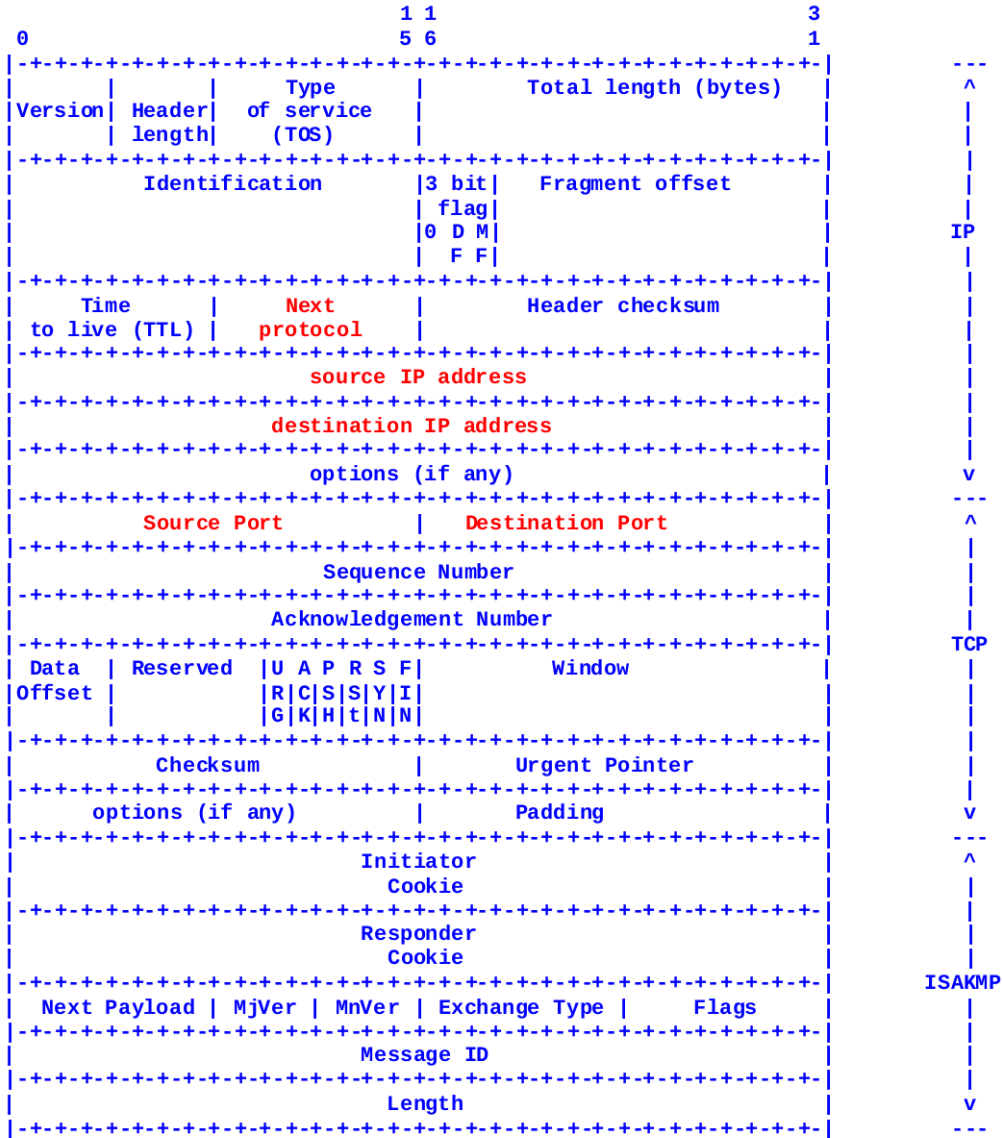 1 1 3
0 5 6 1
|-+-+-+-+-+-+-+-+-+-+-+-+-+-+-+-+-+-+-+-+-+-+-+-+-+-+-+-+-+-+-+-| ---
| | | Type | Total length (bytes) | ^
|Version| Header| of service | | |
| | length| (TOS) | | |
|-+-+-+-+-+-+-+-+-+-+-+-+-+-+-+-+-+-+-+-+-+-+-+-+-+-+-+-+-+-+-+-| |
| Identification |3 bit| Fragment offset | |
| | flag| | |
| |0 D M| | IP
| | F F| | |
|-+-+-+-+-+-+-+-+-+-+-+-+-+-+-+-+-+-+-+-+-+-+-+-+-+-+-+-+-+-+-+-| |
| Time | Next | Header checksum | |
| to live (TTL) | protocol | | |
|-+-+-+-+-+-+-+-+-+-+-+-+-+-+-+-+-+-+-+-+-+-+-+-+-+-+-+-+-+-+-+-| |
| source IP address | |
|-+-+-+-+-+-+-+-+-+-+-+-+-+-+-+-+-+-+-+-+-+-+-+-+-+-+-+-+-+-+-+-| |
| destination IP address | |
|-+-+-+-+-+-+-+-+-+-+-+-+-+-+-+-+-+-+-+-+-+-+-+-+-+-+-+-+-+-+-+-| |
| options (if any) | v
|-+-+-+-+-+-+-+-+-+-+-+-+-+-+-+-+-+-+-+-+-+-+-+-+-+-+-+-+-+-+-+-| ---
| Source Port | Destination Port | ^
|-+-+-+-+-+-+-+-+-+-+-+-+-+-+-+-+-+-+-+-+-+-+-+-+-+-+-+-+-+-+-+-| |
| Sequence Number | |
|-+-+-+-+-+-+-+-+-+-+-+-+-+-+-+-+-+-+-+-+-+-+-+-+-+-+-+-+-+-+-+-| |
| Acknowledgement Number | |
|-+-+-+-+-+-+-+-+-+-+-+-+-+-+-+-+-+-+-+-+-+-+-+-+-+-+-+-+-+-+-+-| TCP
| Data | Reserved |U A P R S F| Window | |
|Offset | |R|C|S|S|Y|I| | |
| | |G|K|H|t|N|N| | |
|-+-+-+-+-+-+-+-+-+-+-+-+-+-+-+-+-+-+-+-+-+-+-+-+-+-+-+-+-+-+-+-| |
| Checksum | Urgent Pointer | |
|-+-+-+-+-+-+-+-+-+-+-+-+-+-+-+-+-+-+-+-+-+-+-+-+-+-+-+-+-+-+-+-| |
| options (if any) | Padding | v
|-+-+-+-+-+-+-+-+-+-+-+-+-+-+-+-+-+-+-+-+-+-+-+-+-+-+-+-+-+-+-+-| ---
| Initiator | ^
| Cookie | |
|-+-+-+-+-+-+-+-+-+-+-+-+-+-+-+-+-+-+-+-+-+-+-+-+-+-+-+-+-+-+-+-| |
| Responder | |
| Cookie | |
|-+-+-+-+-+-+-+-+-+-+-+-+-+-+-+-+-+-+-+-+-+-+-+-+-+-+-+-+-+-+-+-| ISAKMP
| Next Payload | MjVer | MnVer | Exchange Type | Flags | |
|-+-+-+-+-+-+-+-+-+-+-+-+-+-+-+-+-+-+-+-+-+-+-+-+-+-+-+-+-+-+-+-| |
| Message ID | |
|-+-+-+-+-+-+-+-+-+-+-+-+-+-+-+-+-+-+-+-+-+-+-+-+-+-+-+-+-+-+-+-| |
| Length | v
|-+-+-+-+-+-+-+-+-+-+-+-+-+-+-+-+-+-+-+-+-+-+-+-+-+-+-+-+-+-+-+-| ---